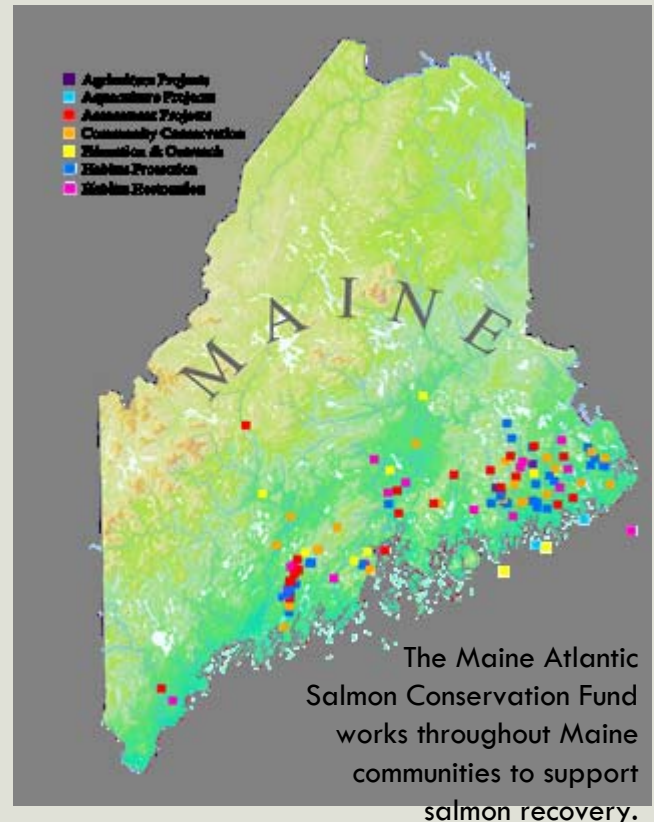 Agriculture Projects
Aquaculture Projects
Assessment Projects
Community Conservation
Education & Outreach
Habitat Protection
Habitat Restoration
MAINE
The Maine Atlantic
Salmon Conservation Fund
works throughout Maine
communities to support
salmon recovery.